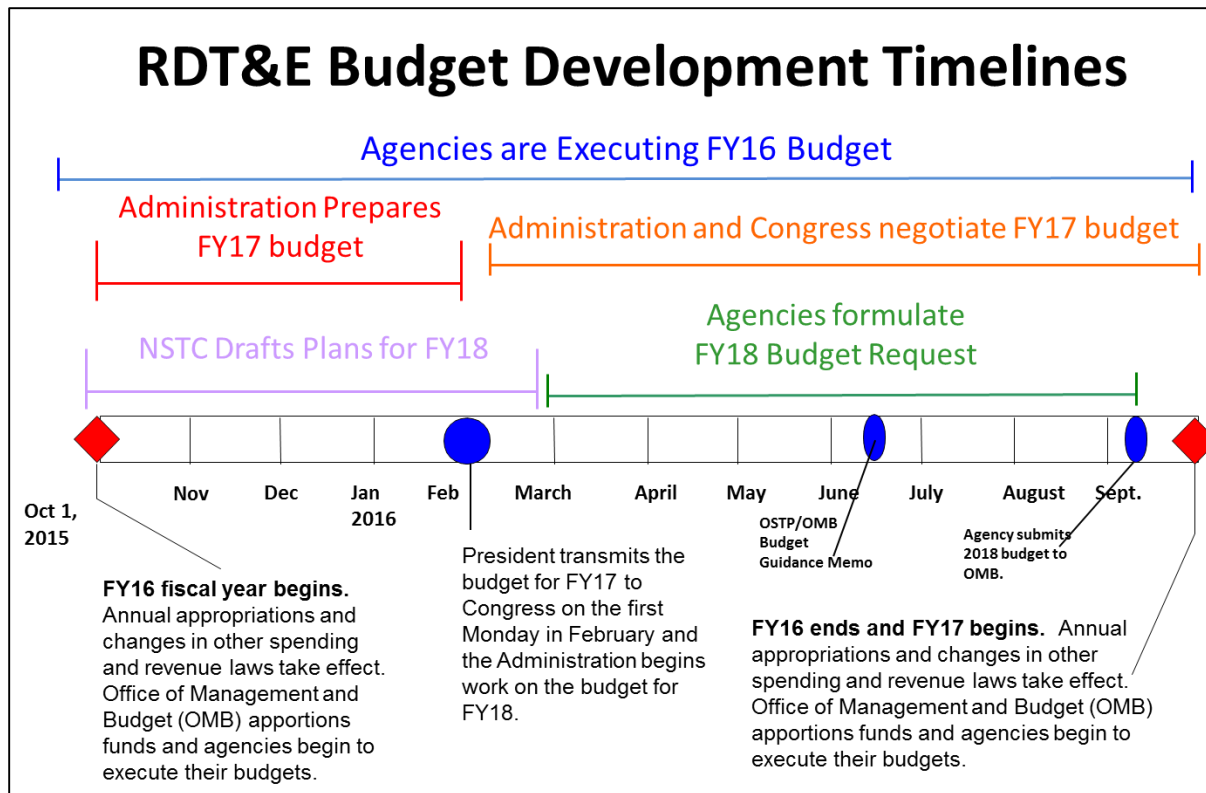 RDT&E Budget Development Timelines
Agencies are Executing FY16 Budget
Administration Prepares
FY17 budget
Administration and Congress negotiate FY17 budget
NSTC Drafts Plans for FY18
Agencies formulate
FY18 Budget Request
Oct 1,
2015
Nov
Dec
Jan
2016
Feb
March
April
May
June
July
August
Sept.
FY16 fiscal year begins.
Annual appropriations and
changes in other spending
and revenue laws take effect.
Office of Management and
Budget (OMB) apportions
funds and agencies begin to
execute their budgets.
President transmits the
budget for FY17 to
Congress on the first
Monday in February and
the Administration begins
work on the budget for
FY18.
OSTP/OMB
Budget
Guidance Memo
Agency submits
2018 budget to
OMB.
FY16 ends and FY17 begins. Annual
appropriations and changes in other
spending and revenue laws take effect.
Office of Management and Budget (OMB)
apportions funds and agencies begin to
execute their budgets.